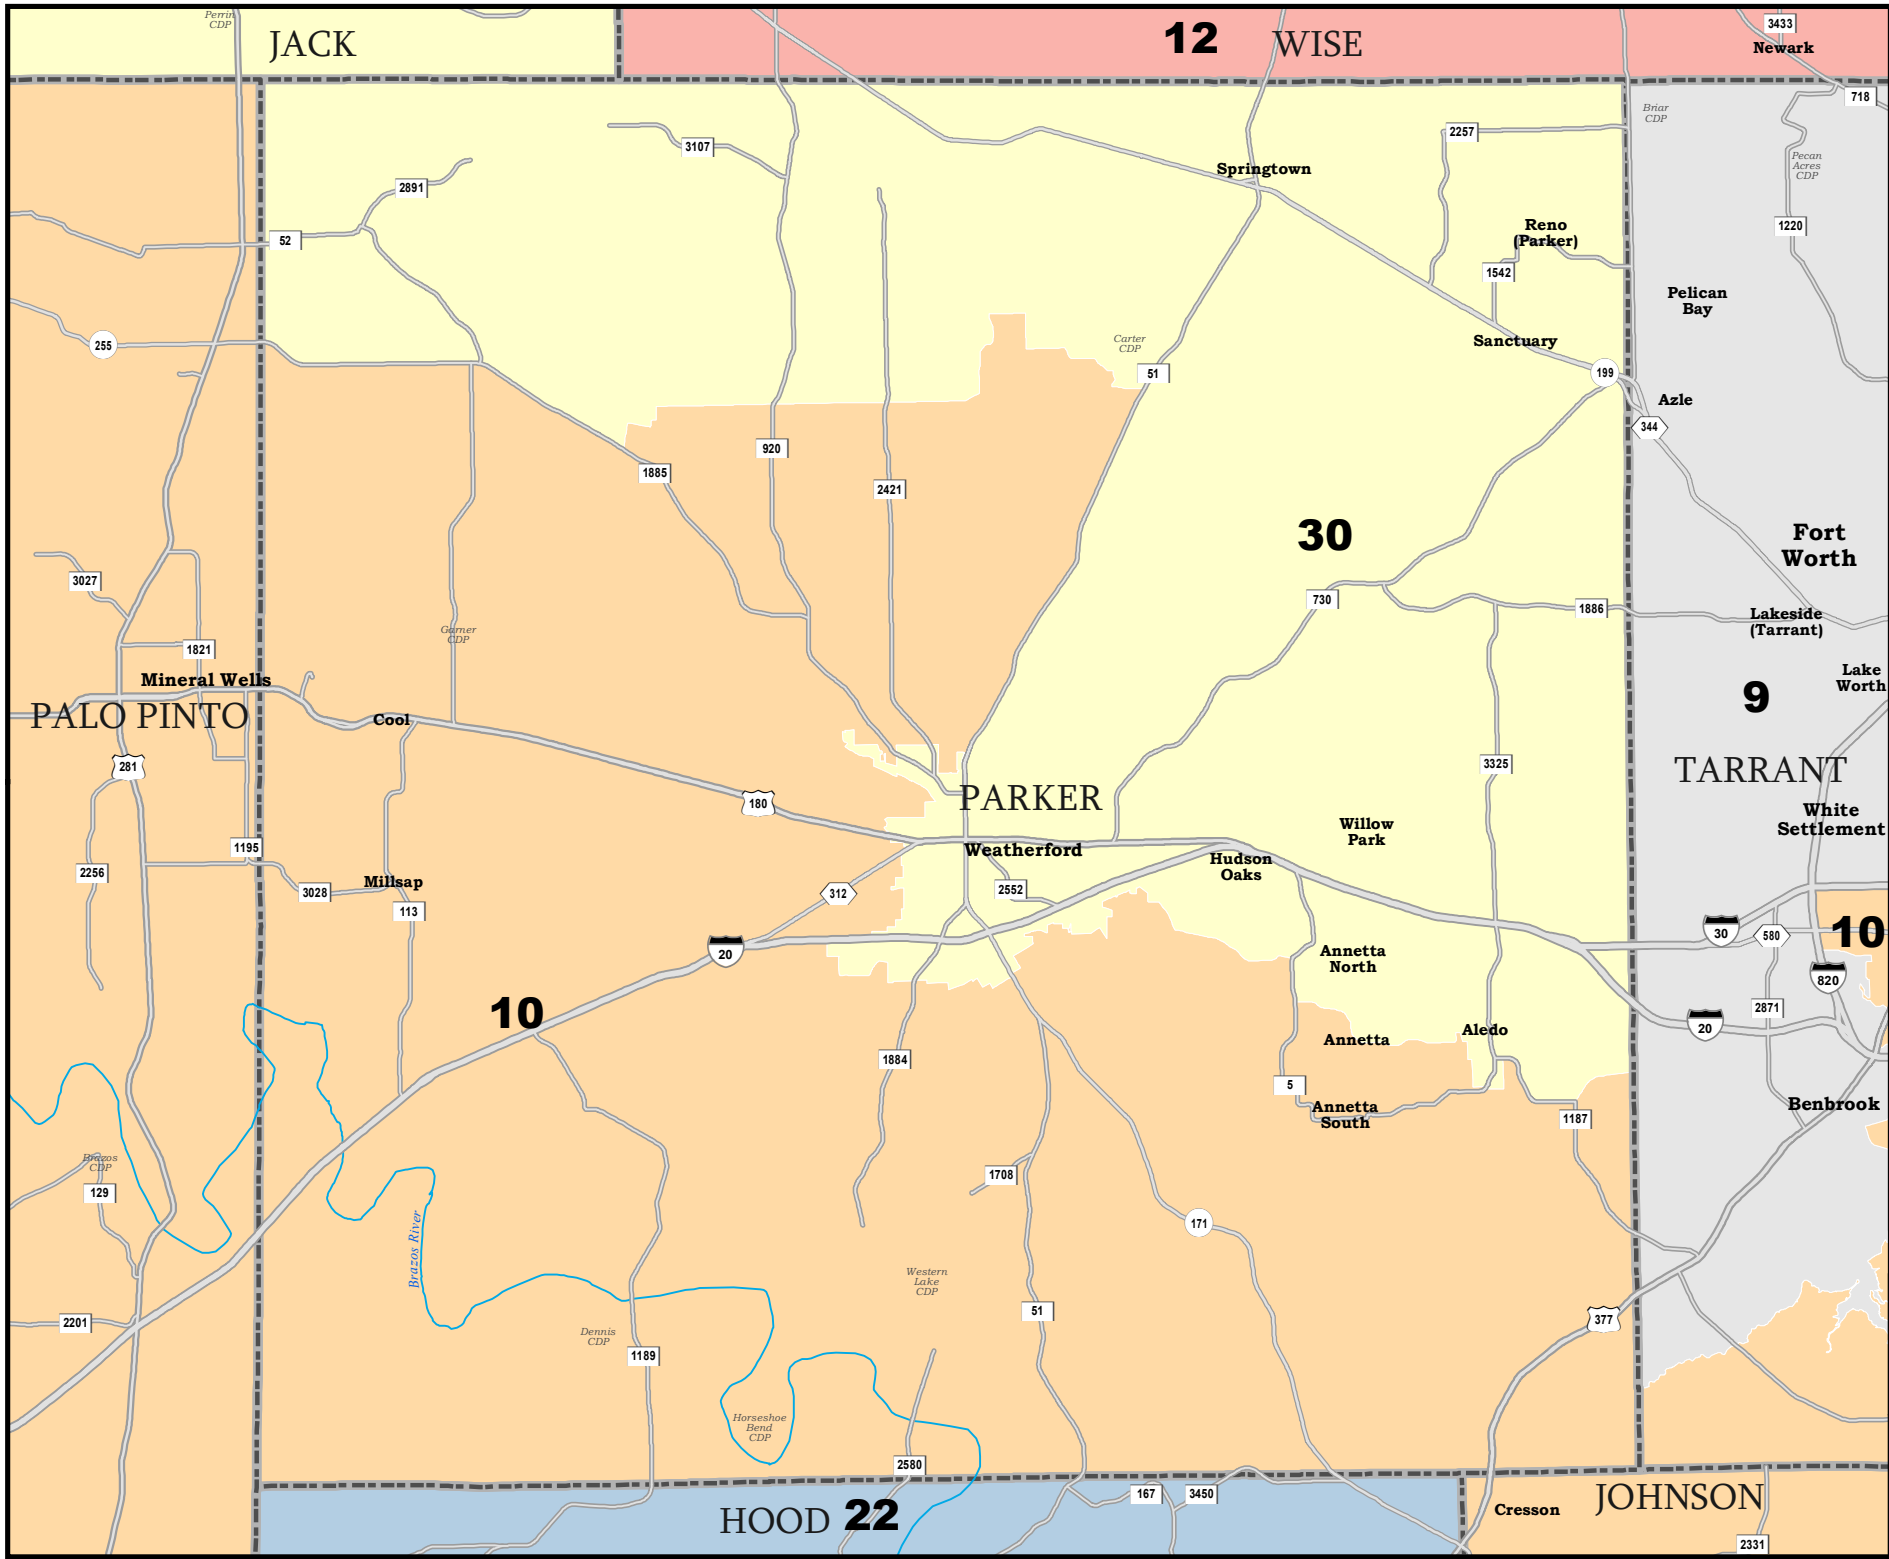 Perrin
CDP
JACK
12
WISE
3433
Newark
718
Briar
CDP
2257
3107
Pecan
Acres
CDP
Springtown
2891
Reno
(Parker)
1220
52
1542
Pelican
Bay
255
Carter
CDP
Sanctuary
51
199
Azle
344
920
1885
2421
30
Fort
Worth
3027
730
1886
Lakeside
(Tarrant)
Garner
CDP
1821
Mineral Wells
Lake
Worth
9
PALO PINTO
Cool
281
3325
TARRANT
180
PARKER
White
Settlement
Willow
Park
1195
Weatherford
Hudson
Oaks
2256
3028
Millsap
312
2552
113
30
580
10
20
Annetta
North
820
10
2871
20
Aledo
Annetta
1884
5
Annetta
South
1187
Benbrook
Brazos
CDP
129
1708
171
Brazos River
Western
Lake
CDP
51
2201
377
Dennis
CDP
1189
Horseshoe
Bend
CDP
2580
167
3450
JOHNSON
HOOD
22
Cresson
2331